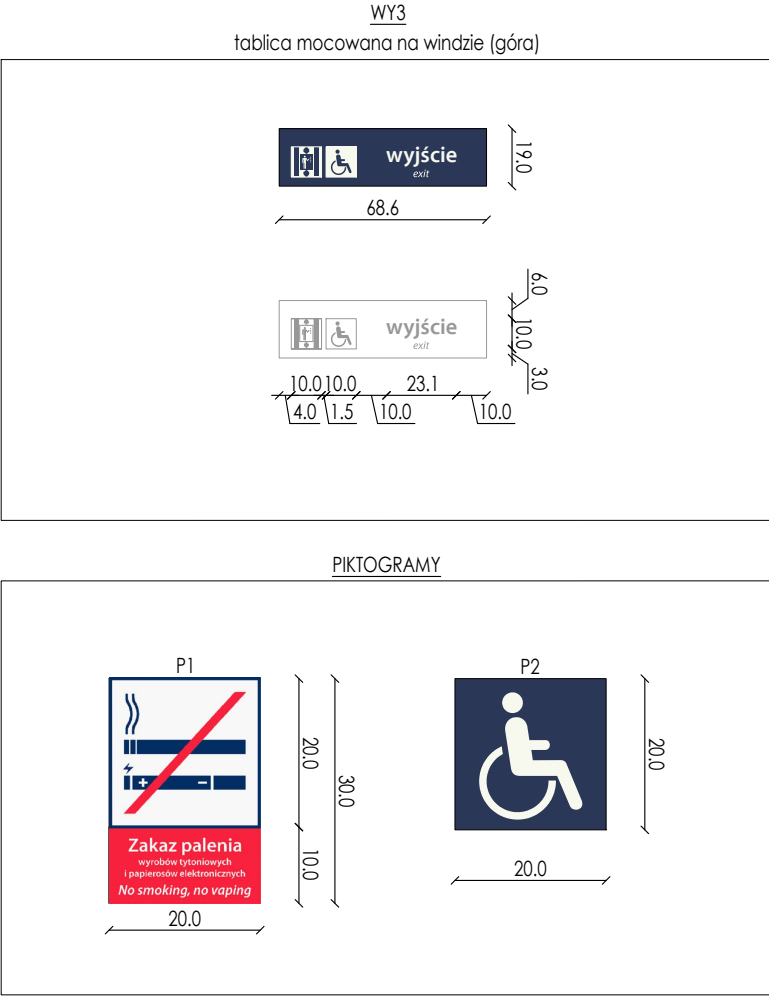 WY3
tablica mocowana na windzie (góra)
wyjście
exit
19.0
68.6
wyjście
exit
6.0
10.0
3.0
10.0 10.0 23.1
4.0 1.5 10.0 10.0
PIKTOGRAMY
P1
P2
20.0
30.0
10.0
Zakaz palenia
wyrobów tytoniowych
i papierosów elektronicznych
No smoking, no vaping
20.0
20.0
20.0